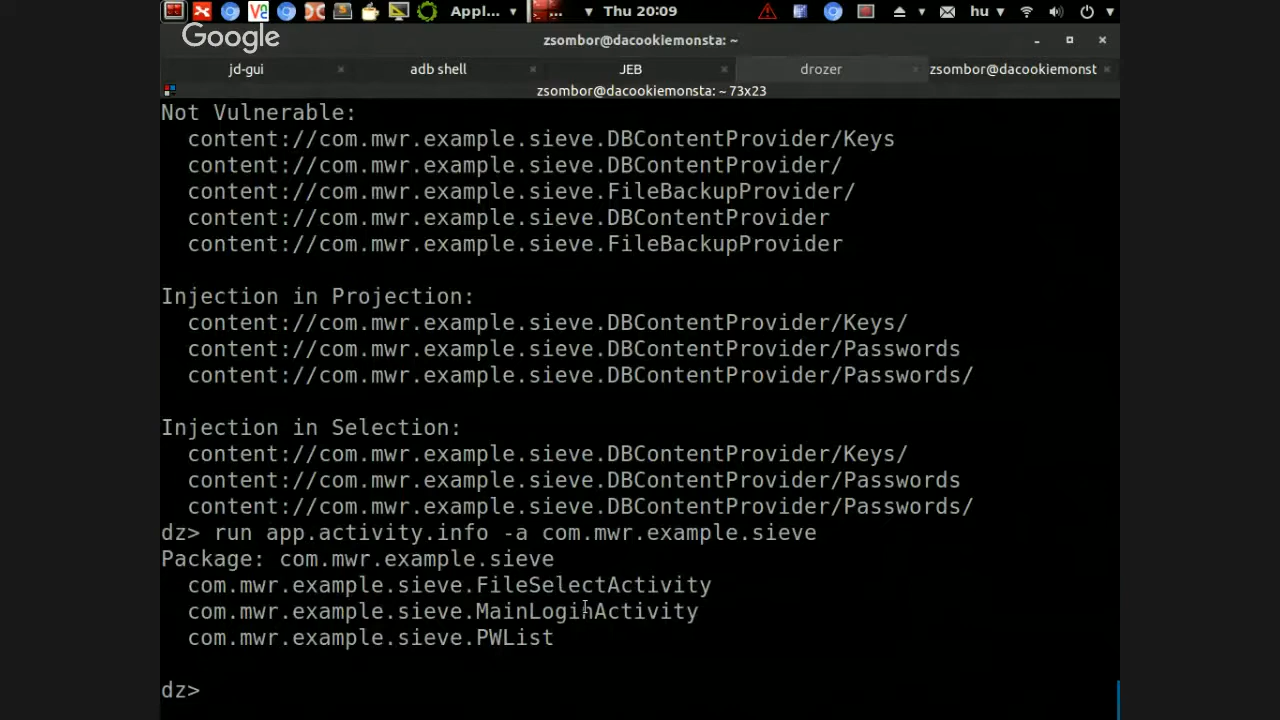 Appl... ... Thu 20:09 hu
Google
zsombor@dacookiemonsta: ~
jd-gui adb shell JEB drozer zsombor@dacookiemonst
zsombor@dacookiemonsta: ~ 73x23
Not Vulnerable:
content://com.mwr.example.sieve.DBContentProvider/Keys
content://com.mwr.example.sieve.DBContentProvider/
content://com.mwr.example.sieve.FileBackupProvider/
content://com.mwr.example.sieve.DBContentProvider
content://com.mwr.example.sieve.FileBackupProvider
Injection in Projection:
content://com.mwr.example.sieve.DBContentProvider/Keys/
content://com.mwr.example.sieve.DBContentProvider/Passwords
content://com.mwr.example.sieve.DBContentProvider/Passwords/
Injection in Selection:
content://com.mwr.example.sieve.DBContentProvider/Keys/
content://com.mwr.example.sieve.DBContentProvider/Passwords
content://com.mwr.example.sieve.DBContentProvider/Passwords/
dz> run app.activity.info -a com.mwr.example.sieve
Package: com.mwr.example.sieve
com.mwr.example.sieve.FileSelectActivity
com.mwr.example.sieve.MainLoginActivity
com.mwr.example.sieve.PWList
dz>